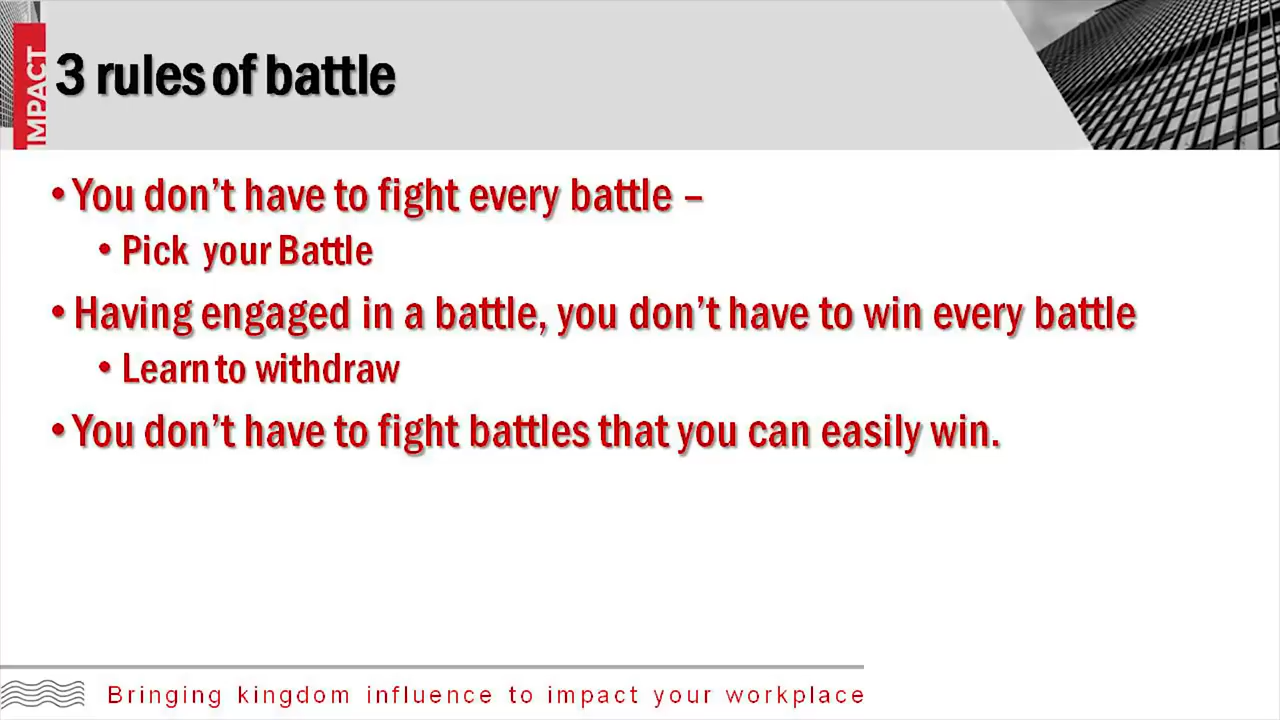 IMPACT
3 rules of battle
•You don't have to fight every battle –
• Pick your Battle
•Having engaged in a battle, you don't have to win every battle
• Learn to withdraw
•You don't have to fight battles that you can easily win.
Bringing kingdom influence to impact your workplace